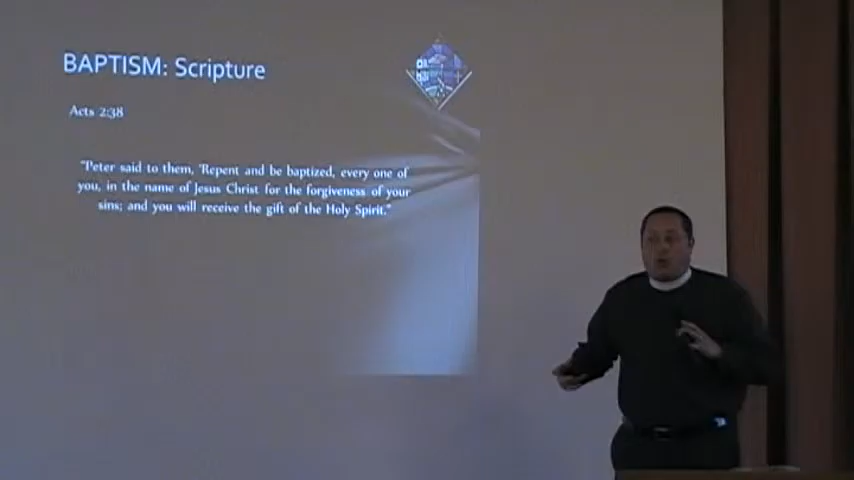 BAPTISM: Scripture
Acts 2:38
"Peter said to them, 'Repent and be baptized, every one of
you, in the name of Jesus Christ for the forgiveness of your
sins; and you will receive the gift of the Holy Spirit."